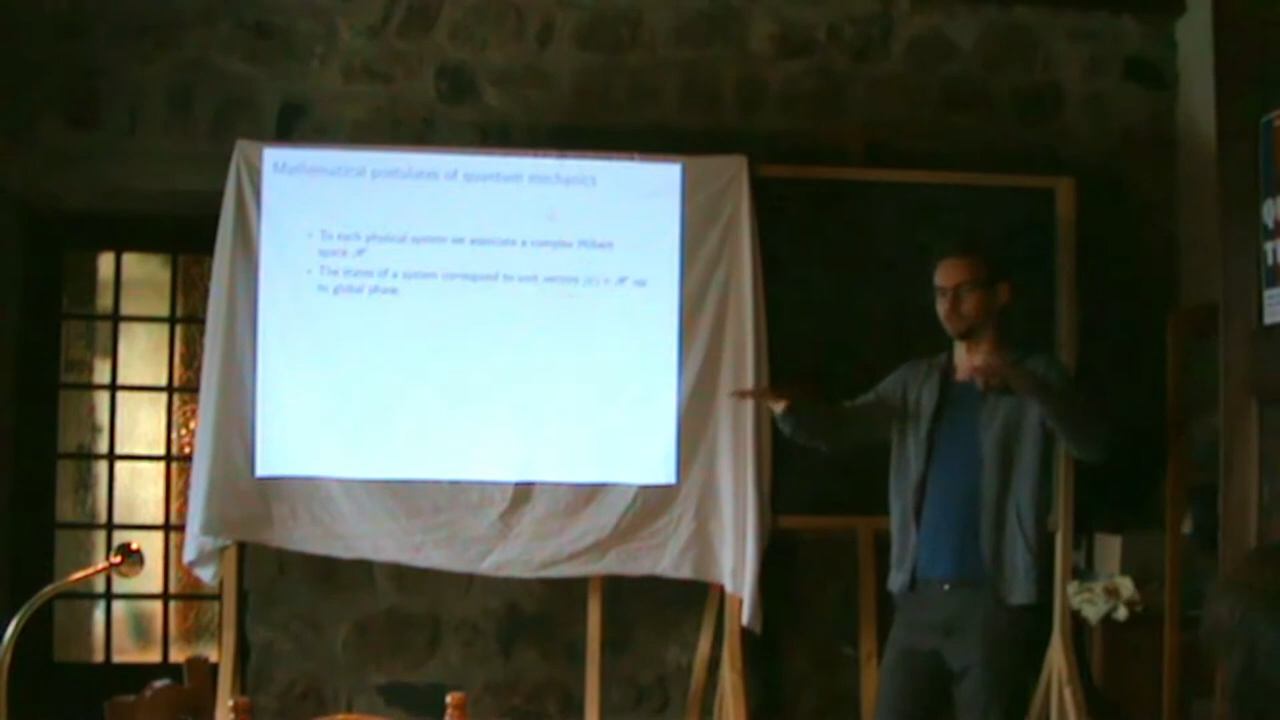 Mathematical postulates of quantum mechanics
To each physical system we associate a complex Hilbert
space ℋ
The states of a system correspond to unit vectors ∈ ℋ up
to global phase